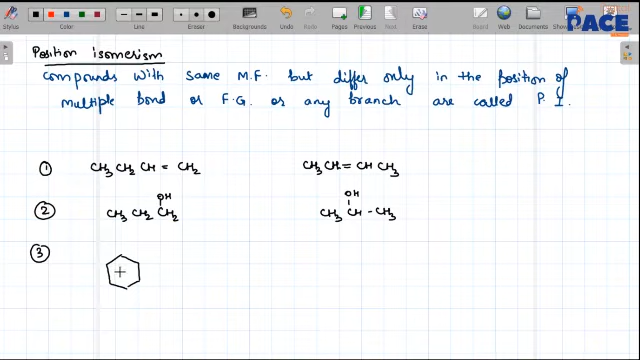 Stylus
Color
Line
Eraser
Backgrounds
Undo
Redo
Pages
Previous
Next
Erase
Board
Web
Documents
Show
Exit
PACE
Position isomerism
Compounds with same M.F. but differ only in the position of
multiple bond or F.G. or any branch are called P.I.
① CH3 CH2 CH = CH2 CH3 CH = CH CH3
OH OH
② CH3 CH2 CH2 CH3 CH - CH3
③